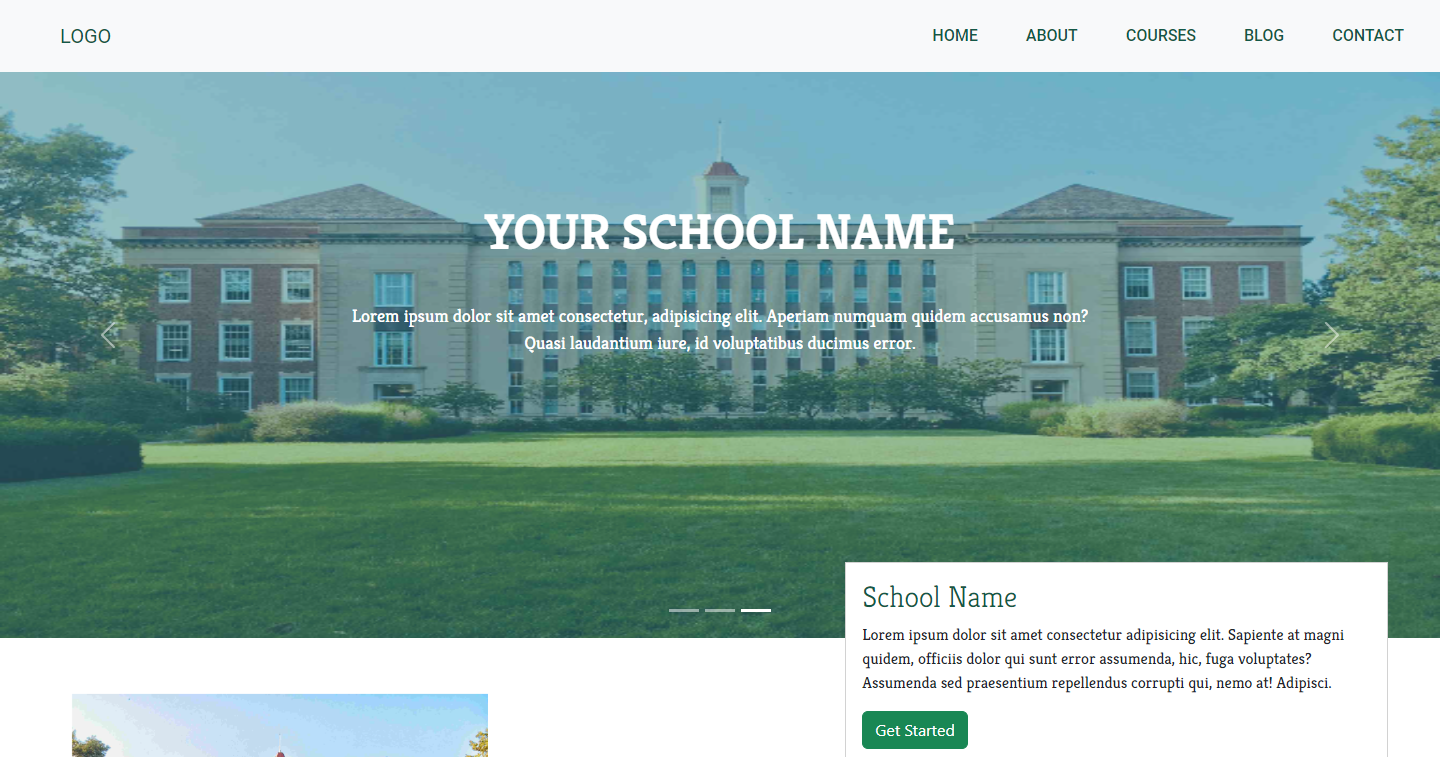 LOGO
HOME ABOUT COURSES BLOG CONTACT
YOUR SCHOOL NAME
Lorem ipsum dolor sit amet consectetur, adipisicing elit. Aperiam numquam quidem accusamus non?
Quasi laudantium iure, id voluptatibus ducimus error.
School Name
Lorem ipsum dolor sit amet consectetur adipisicing elit. Sapiente at magni
quidem, officiis dolor qui sunt error assumenda, hic, fuga voluptates?
Assumenda sed praesentium repellendus corrupti qui, nemo at! Adipisci.
Get Started